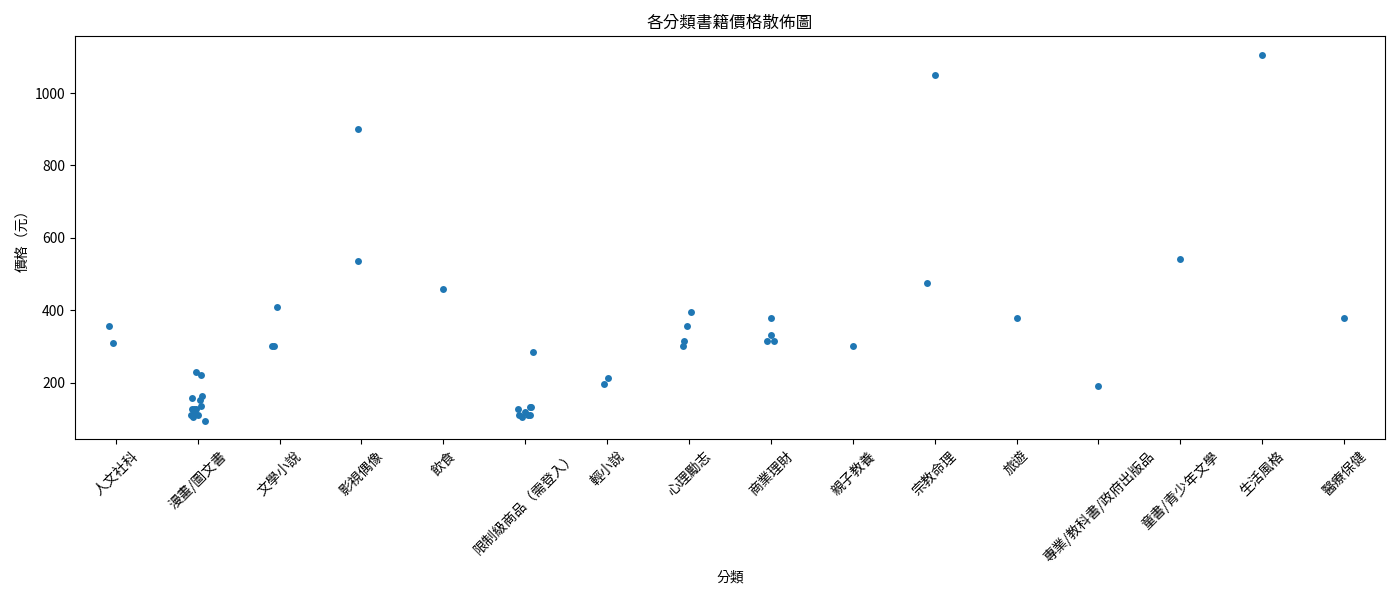 各分類書籍價格散佈圖
價格（元）
1000
800
600
400
200
人文社科
漫畫/圖文書
文學小說
影視偶像
飲食
限制級商品（需登入）
輕小說
心理勵志
商業理財
親子教養
宗教命理
旅遊
專業/教科書/政府出版品
童書/青少年文學
生活風格
醫療保健
分類